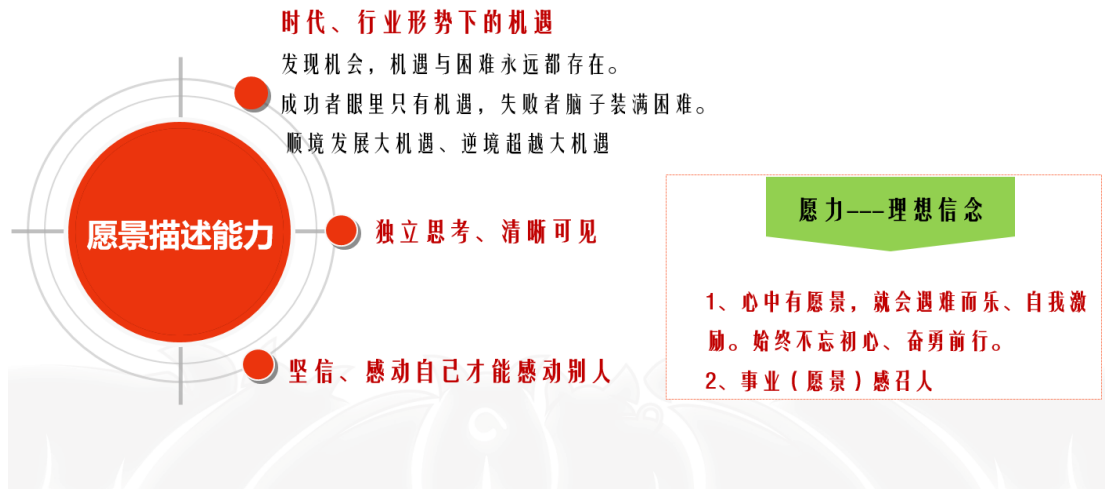 时代、行业形势下的机遇
发现机会，机遇与困难永远都存在。
成功者眼里只有机遇，失败者脑子装满困难。
顺境发展大机遇、逆境超越大机遇
愿景描述能力
独立思考、清晰可见
坚信、感动自己才能感动别人
愿力---理想信念
1、心中有愿景，就会遇难而乐、自我激
励。始终不忘初心、奋勇前行。
2、事业（愿景）感召人